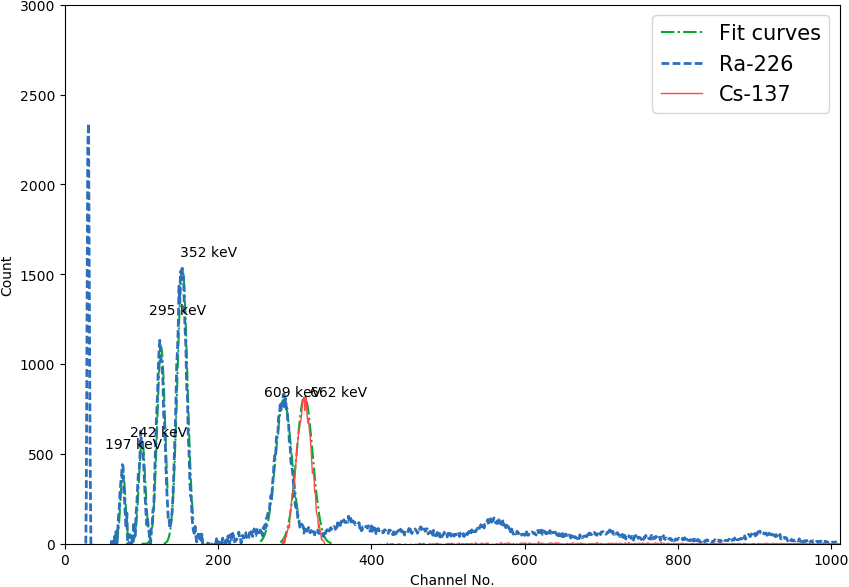 3000
2500
2000
1500
1000
500
0
Count
Fit curves
Ra-226
Cs-137
352 keV
295 keV
609 keV
662 keV
242 keV
197 keV
0
200
400
600
800
1000
Channel No.